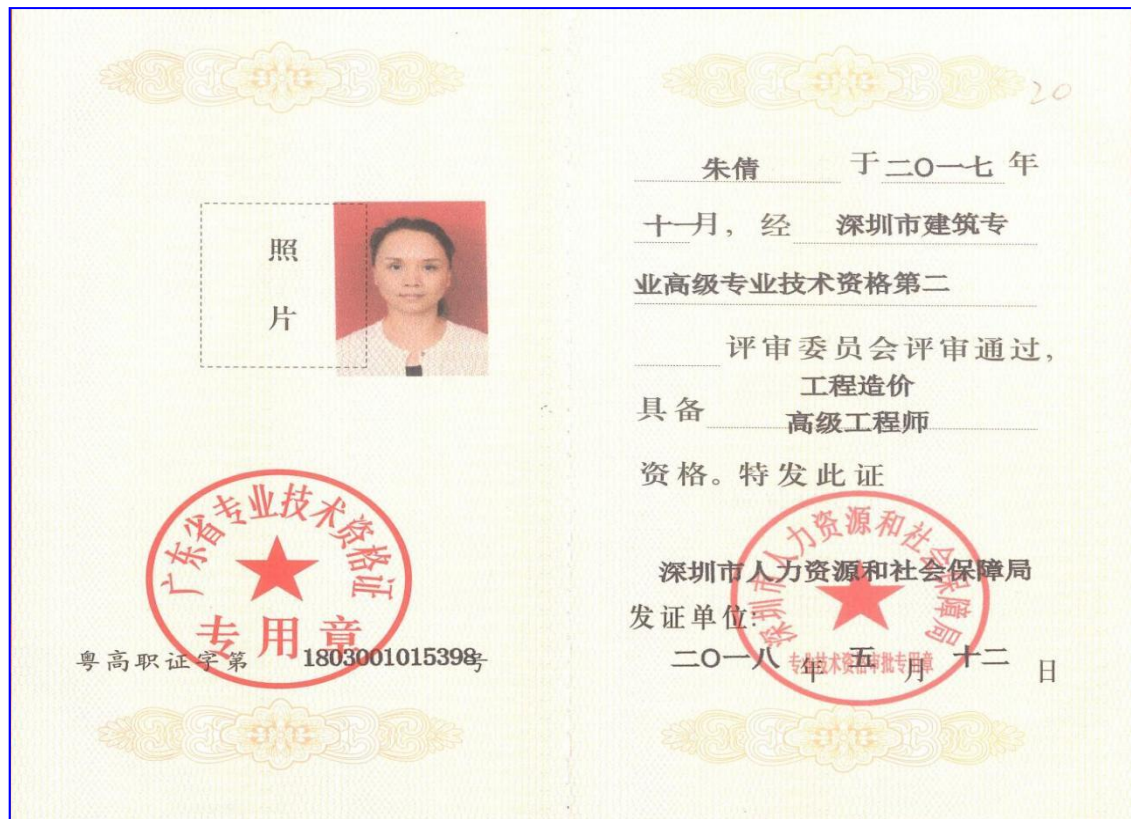 照
片
广东省专业技术资格证
专用章
粤高职证字第 1803001015398号
20
朱倩 于二〇一七年
十一月，经 深圳市建筑专
业高级专业技术资格第二
评审委员会评审通过，
工程造价
具备 高级工程师
资格。特发此证
深圳市人力资源和社会保障局
深圳市人力资源和社会保障局
发证单位：
专业技术资格审批专用章
二〇一八年五月十二日